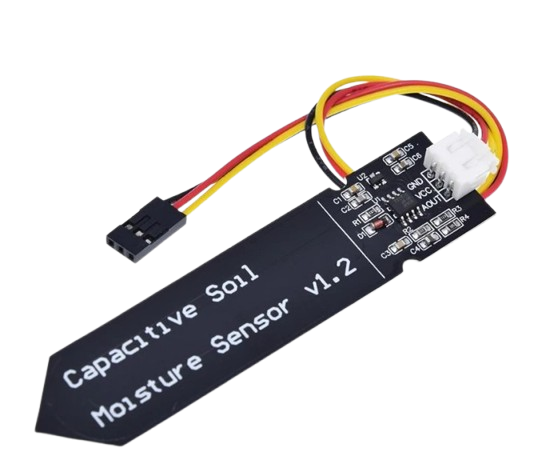 Capacitive Soil
Moisture Sensor v1.2
GND
VCC
AOUT
C5
C6
U2
C1
C2
R1
D1
C3
R2
C4
R3
R4